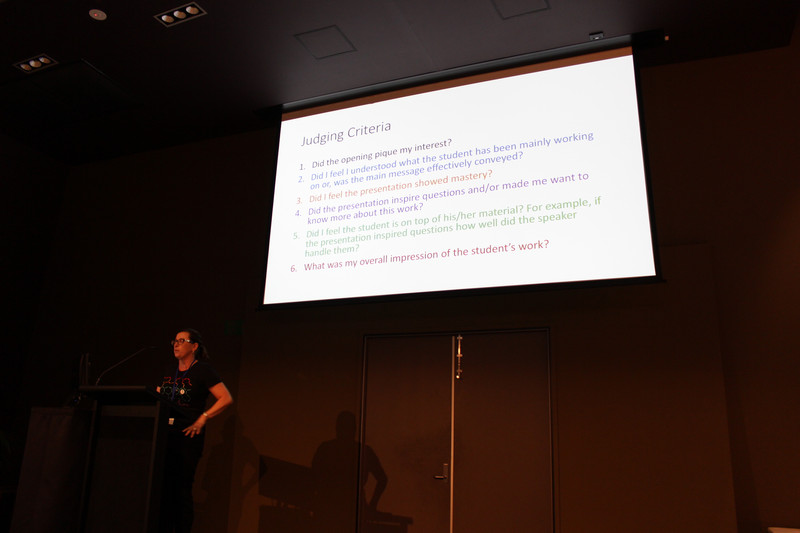 Judging Criteria
1. Did the opening pique my interest?
2. Did I feel I understood what the student has been mainly working
on or, was the main message effectively conveyed?
3. Did I feel the presentation showed mastery?
4. Did the presentation inspire questions and/or made me want to
know more about this work?
5. Did I feel the student is on top of his/her material? For example, if
the presentation inspired questions how well did the speaker
handle them?
6. What was my overall impression of the student's work?